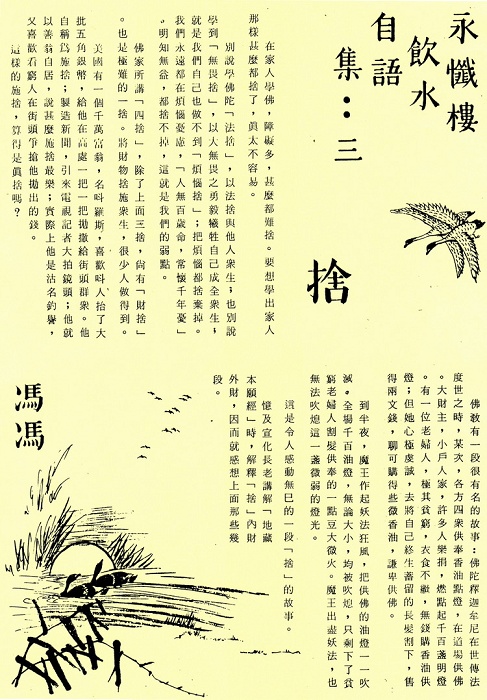 永懺樓
飲水
自語
集：三
捨
在家人學佛，障礙多，甚麼都難捨。要想學出家人
那樣甚麼都捨了，眞太不容易。
別說學佛陀「法捨」，以法捨與他人衆生；也別說
學到「無畏捨」，以大無畏之勇毅犧牲自己成全衆生；
就是我們自己也做不到「煩惱捨」；把煩惱都捨棄掉。
我們永遠都在煩惱憂慮，「人無百歲命，常懷千年憂」
。明知無益，都捨不掉，這就是我們的弱點。
佛家所講「四捨」，除了上面三捨，尙有「財捨」
。也是極難的一捨。將財物捨施衆生，很少人做得到。
美國有一個千萬富翁，名叫羅斯，喜歡叫人抬了大
批五角銀幣，給他在高處一把一把拋撒給街頭群衆。他
自稱爲施捨；製造新聞，引來電視記者大拍鏡頭；他就
以善翁自居，說甚麼施捨最樂；實際上他是沽名釣譽，
又喜歡看窮人在街頭爭搶他拋出的錢。
這樣的施捨，算得是眞捨嗎？
佛敎有一段很有名的故事：佛陀釋迦牟尼在世傳法
度世之時，某次，各方四衆供奉香油點燈，在道場供佛
。大財主，小戶人家，許多人樂捐，燃點起千百盞明燈
。有一位老婦人，極其貧窮，衣食不繼，無錢購香油供
燈；但她心極虔誠，去將自己終生蓄留的長髮割下，售
得兩文錢，聊可購得些微香油，謙卑供佛。
到半夜，魔王作起妖法狂風，把供佛的油燈一一吹
滅。全場千百油燈，無論大小，均被吹熄，只剩下了貧
窮老婦人割髮供奉的一點豆大微火。魔王出盡妖法，也
無法吹熄這一盞微弱的燈光。
這是令人感動無已的一段「捨」的故事。
憶及宣化長老講解「地藏
本願經」時，解釋「捨」內財
外財，因而就感想上面那些幾
段。
馮馮